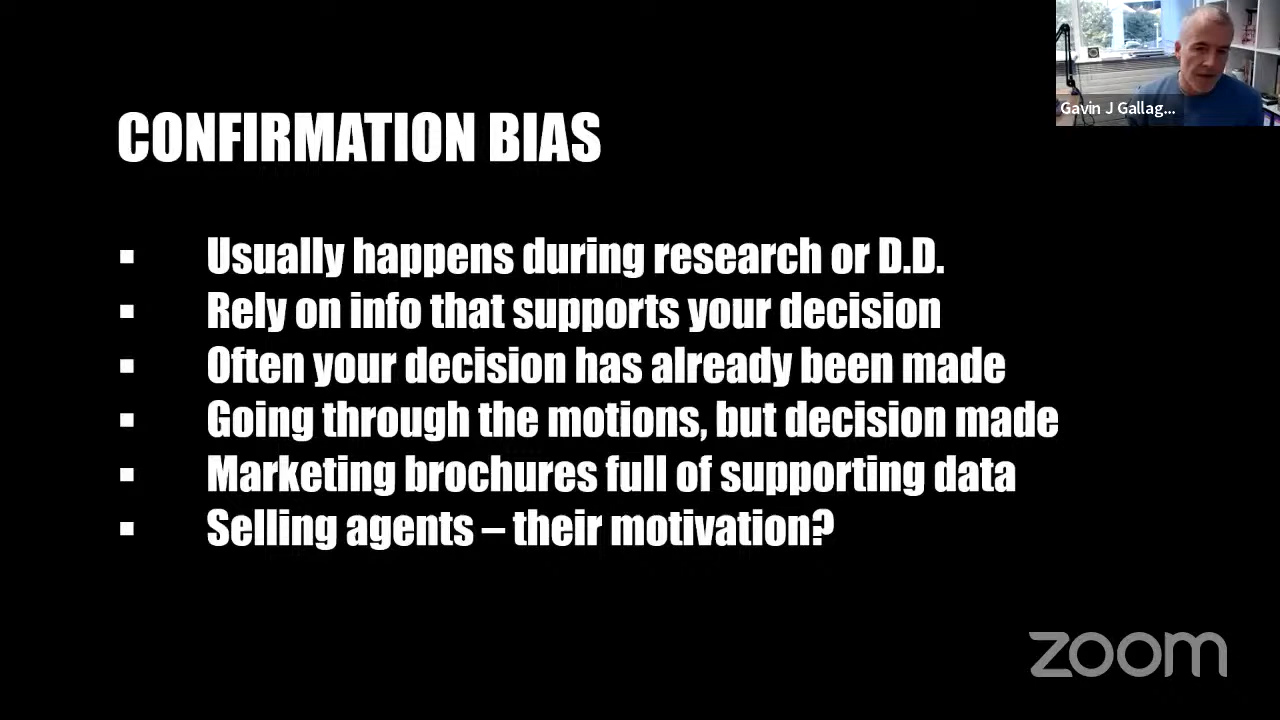 Gavin J Gallag...
CONFIRMATION BIAS
▪ Usually happens during research or D.D.
▪ Rely on info that supports your decision
▪ Often your decision has already been made
▪ Going through the motions, but decision made
▪ Marketing brochures full of supporting data
▪ Selling agents – their motivation?
zoom